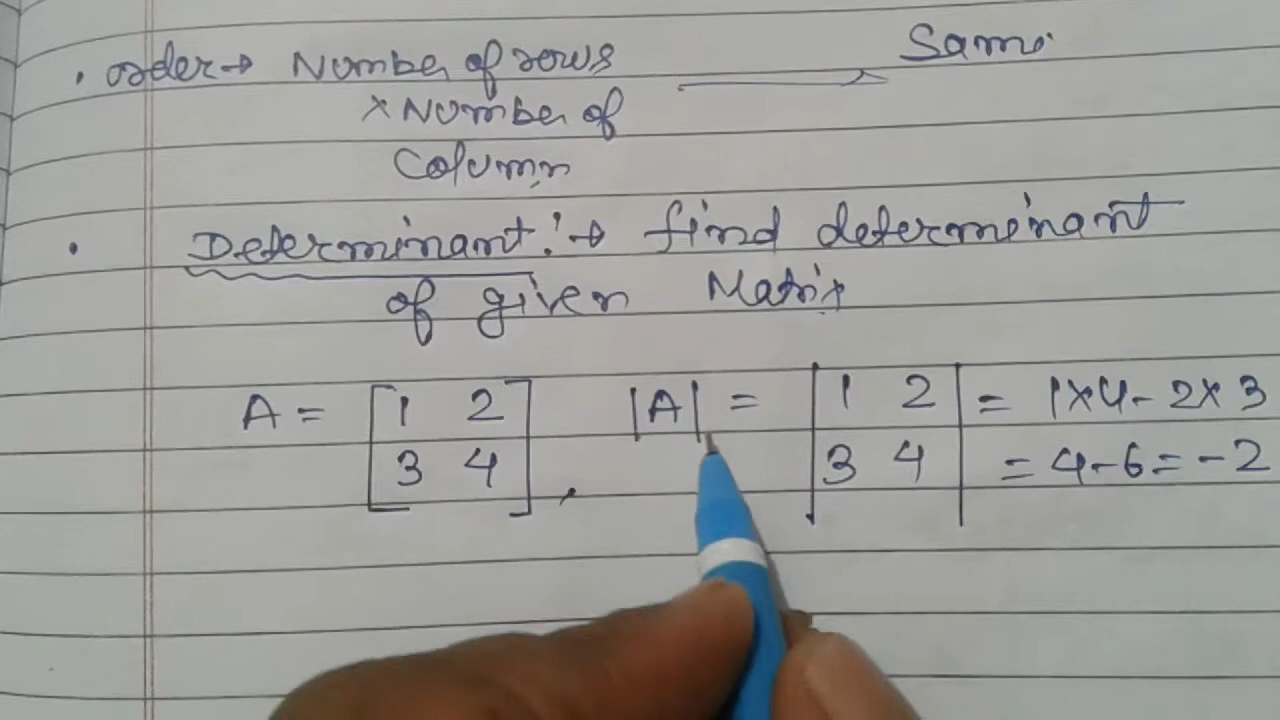 . order → Number of rows → Same.
× Number of
Column
. Determinant :→ find determinant
of given Matrix
A = [1 2   |A| = |1 2| = 1×4 - 2×3
3 4] , |3 4| = 4-6 = -2